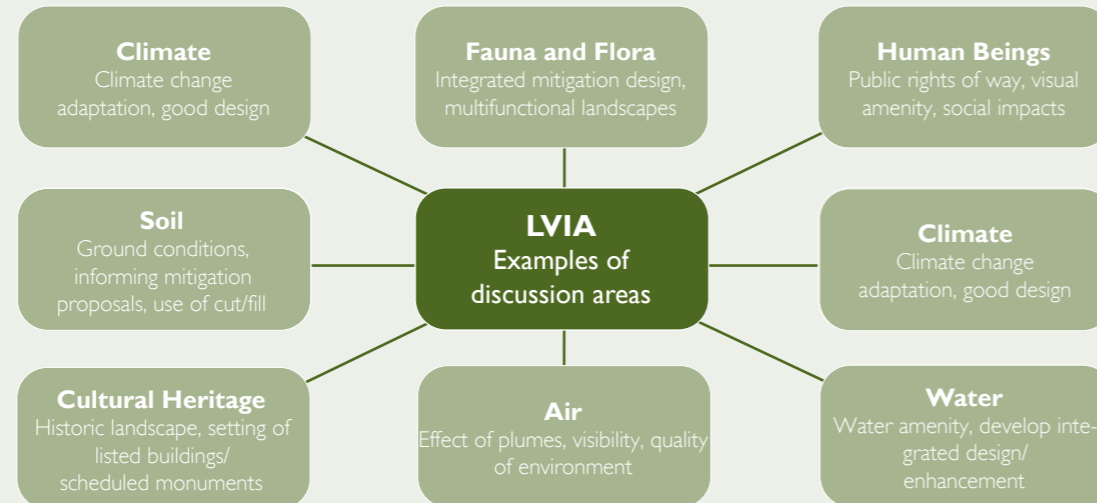 Climate
Climate change
adaptation, good design
Fauna and Flora
Integrated mitigation design,
multifunctional landscapes
Human Beings
Public rights of way, visual
amenity, social impacts
Soil
Ground conditions,
informing mitigation
proposals, use of cut/fill
LVIA
Examples of
discussion areas
Climate
Climate change
adaptation, good design
Cultural Heritage
Historic landscape, setting of
listed buildings/
scheduled monuments
Air
Effect of plumes, visibility, quality
of environment
Water
Water amenity, develop inte-
grated design/
enhancement